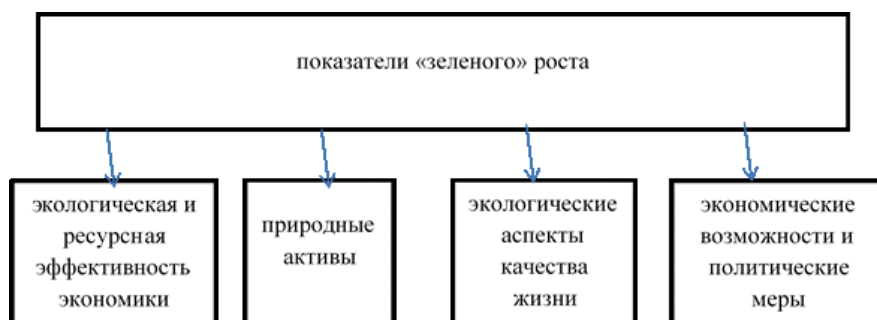 показатели «зеленого» роста
экологическая и
ресурсная
эффективность
экономики
природные
активы
экологические
аспекты
качества
жизни
экономические
возможности и
политические
меры